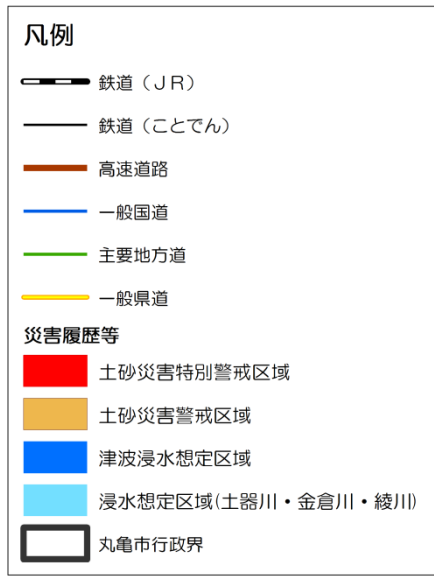 凡例
鉄道（ＪＲ）
鉄道（ことでん）
高速道路
一般国道
主要地方道
一般県道
災害履歴等
土砂災害特別警戒区域
土砂災害警戒区域
津波浸水想定区域
浸水想定区域(土器川・金倉川・綾川)
丸亀市行政界